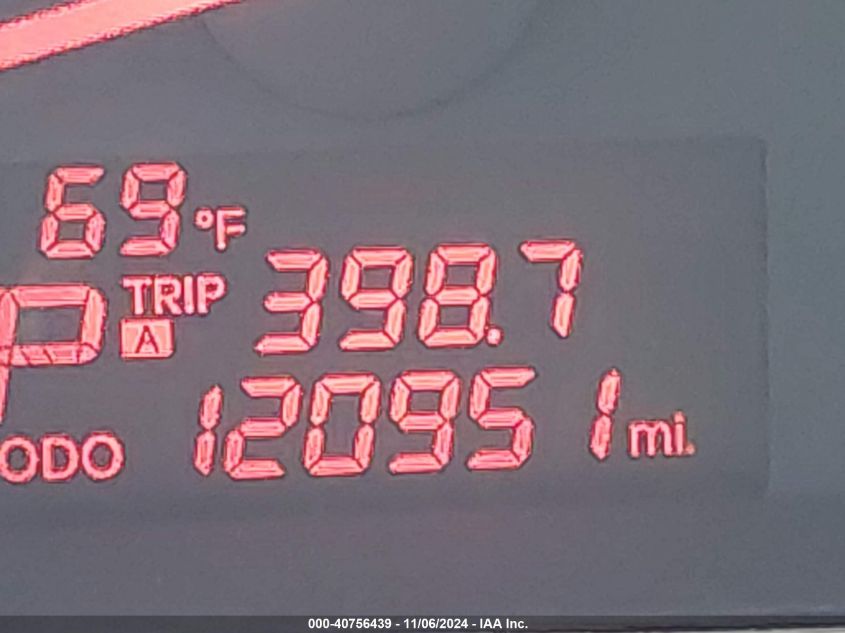 69 °F
P TRIP A 398.7
ODO 120951 mi.
000-40756439 - 11/06/2024 - IAA Inc.